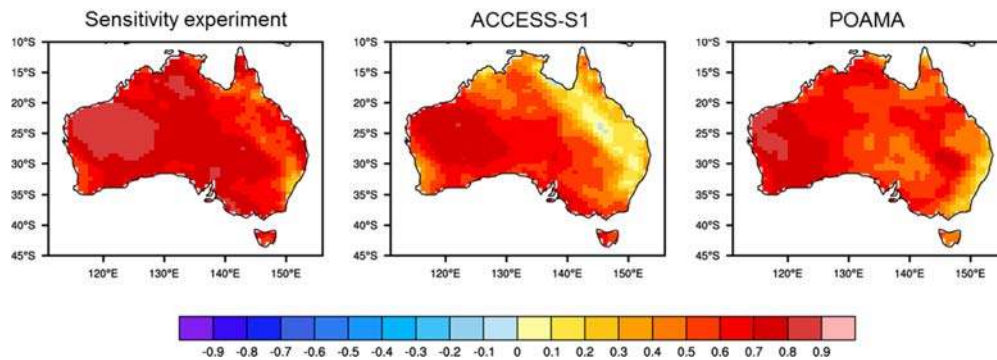 Sensitivity experiment ACCESS-S1 POAMA
10°S 10°S 10°S
15°S 15°S 15°S
20°S 20°S 20°S
25°S 25°S 25°S
30°S 30°S 30°S
35°S 35°S 35°S
40°S 40°S 40°S
45°S 45°S 45°S
120°E 130°E 140°E 150°E 120°E 130°E 140°E 150°E 120°E 130°E 140°E 150°E
-0.9 -0.8 -0.7 -0.6 -0.5 -0.4 -0.3 -0.2 -0.1 0 0.1 0.2 0.3 0.4 0.5 0.6 0.7 0.8 0.9